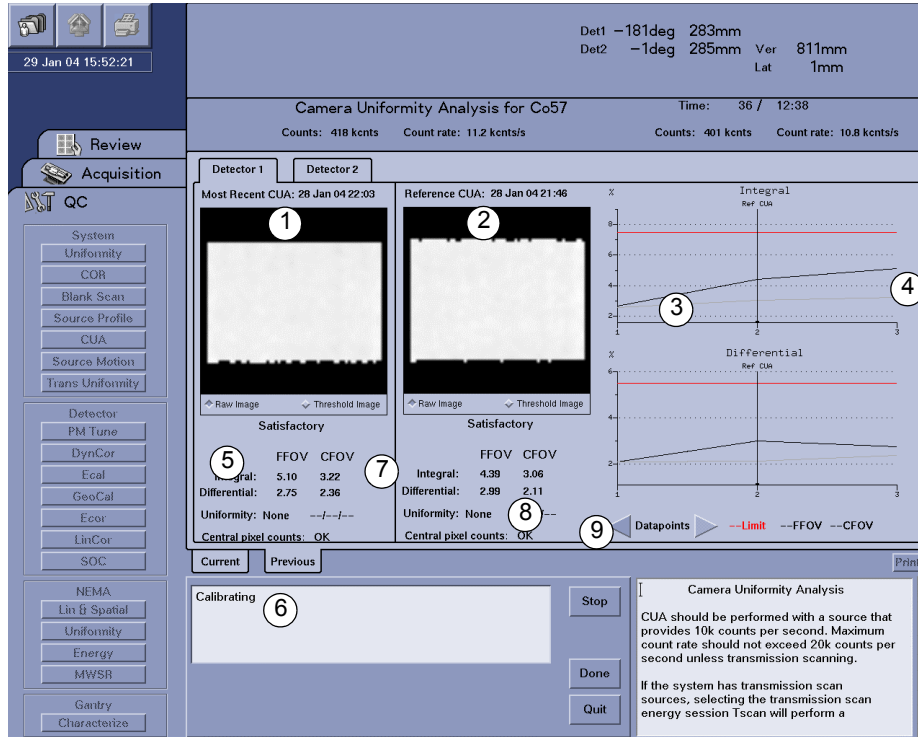 Det1 -181deg 283mm
Det2 -1deg 285mm Ver 811mm
Lat 1mm
29 Jan 04 15:52:21
Camera Uniformity Analysis for Co57
Time: 36 / 12:38
Counts: 418 kcnts Count rate: 11.2 kcnts/s
Counts: 401 kcnts Count rate: 10.8 kcnts/s
Review
Acquisition
QC
System
Uniformity
COR
Blank Scan
Source Profile
CUA
Source Motion
Trans Uniformity
Detector
PM Tune
DynCor
Ecal
GeoCal
Ecor
LinCor
SOC
NEMA
Lin & Spatial
Uniformity
Energy
MWSR
Gantry
Characterize
Detector 1 Detector 2
Most Recent CUA: 28 Jan 04 22:03
1
Raw Image Threshold Image
Satisfactory
FFOV CFOV
5
gral: 5.10 3.22
Differential: 2.75 2.36
Uniformity: None --/--/--
Central pixel counts: OK
7
Reference CUA: 28 Jan 04 21:46
2
Raw Image Threshold Image
Satisfactory
FFOV CFOV
Integral: 4.39 3.06
Differential: 2.99 2.11
Uniformity: None 8 --
Central pixel counts: OK
Integral
% Ref CUA
8
6
4
2
1 2 3
3
4
Differential
% Ref CUA
6
4
2
1 2 3
9
Datapoints --Limit --FFOV --CFOV
Current Previous
Print
Calibrating
6
Stop
Done
Quit
Camera Uniformity Analysis
CUA should be performed with a source that
provides 10k counts per second. Maximum
count rate should not exceed 20k counts per
second unless transmission scanning.
If the system has transmission scan
sources, selecting the transmission scan
energy session Tscan will perform a